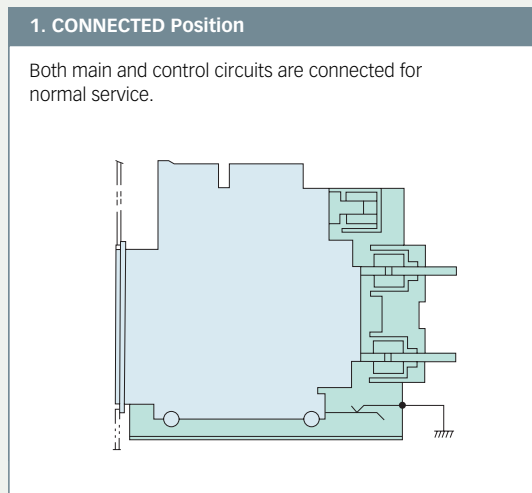 1. CONNECTED Position
Both main and control circuits are connected for
normal service.